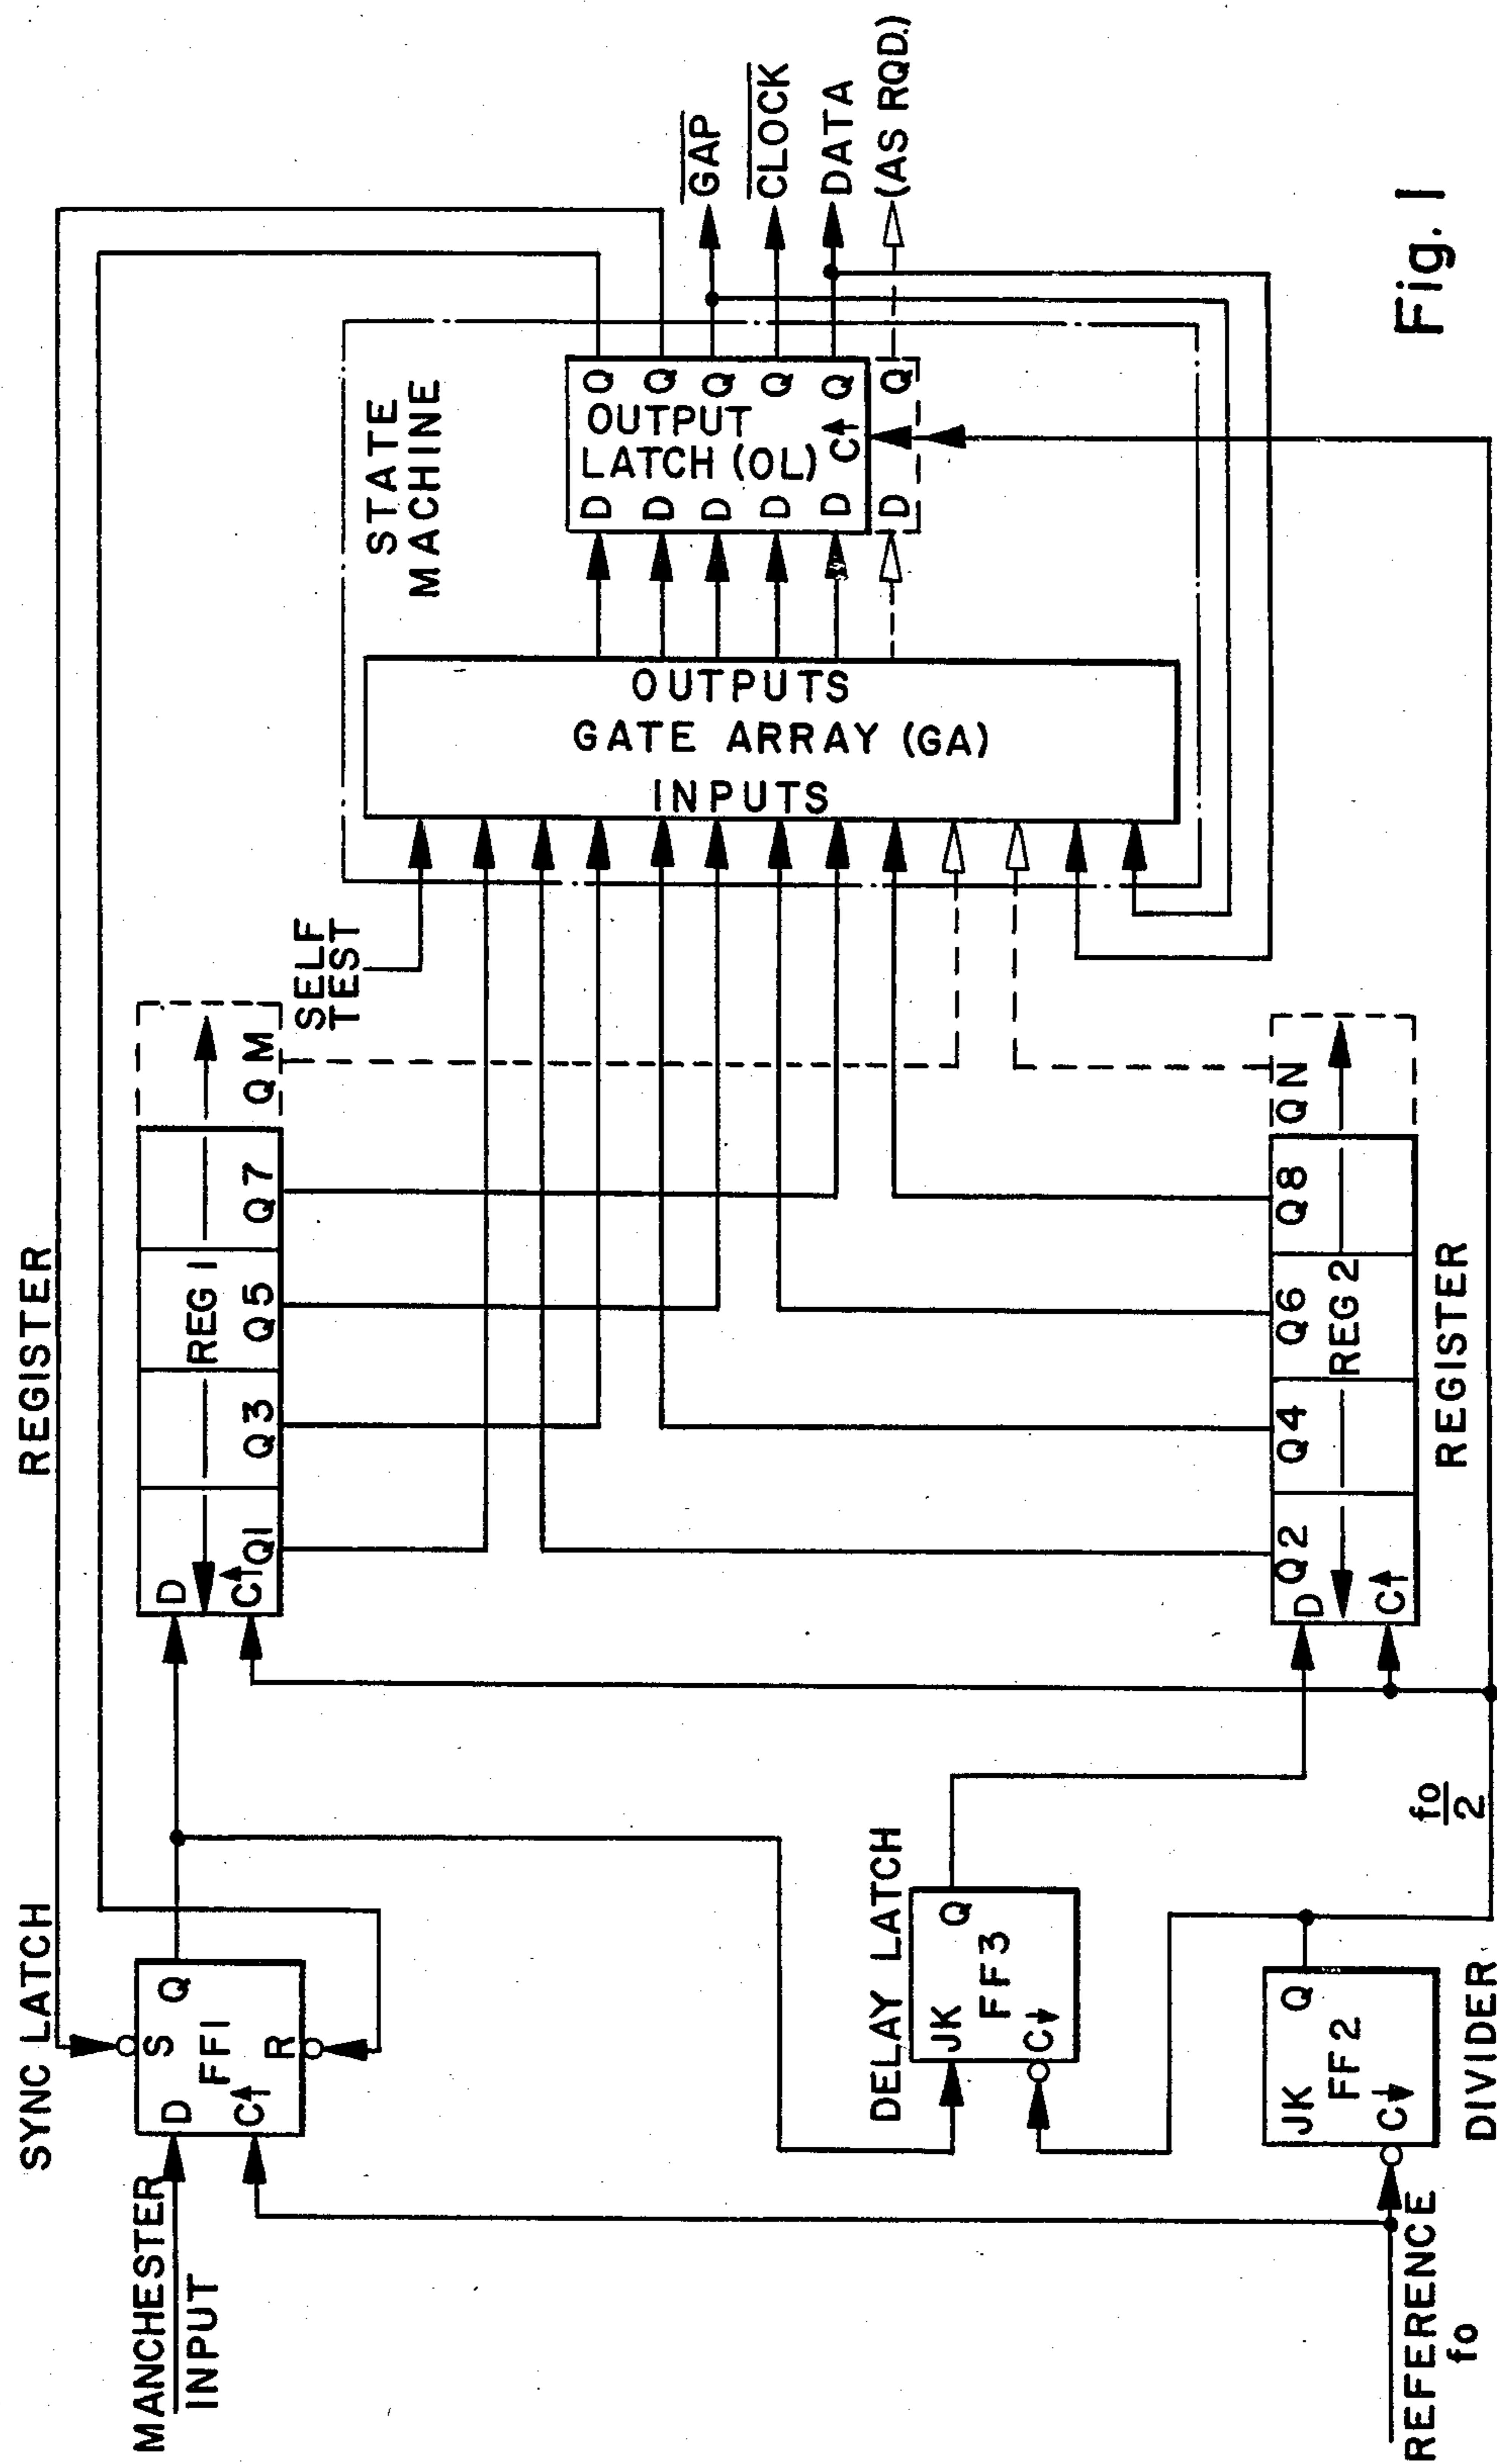 SYNC LATCH
REGISTER
MANCHESTER
INPUT
D S Q
FF1
C↑ R
D REG 1
C↑ Q1 Q3 Q5 Q7 Q M
SELF
TEST
STATE
MACHINE
INPUTS
GATE ARRAY (GA)
OUTPUTS
D Q
D OUTPUT Q
D LATCH (OL) Q
D Q
D C↑ Q
D Q
GAP
CLOCK
DATA
(AS RQD.)
DELAY LATCH
JK Q
FF3
C↓
JK Q
FF2
C↓
DIVIDER
REFERENCE
fo
fo
2
Q2 Q4 Q6 Q8 QN
D REG 2
C↑
REGISTER
Fig. 1